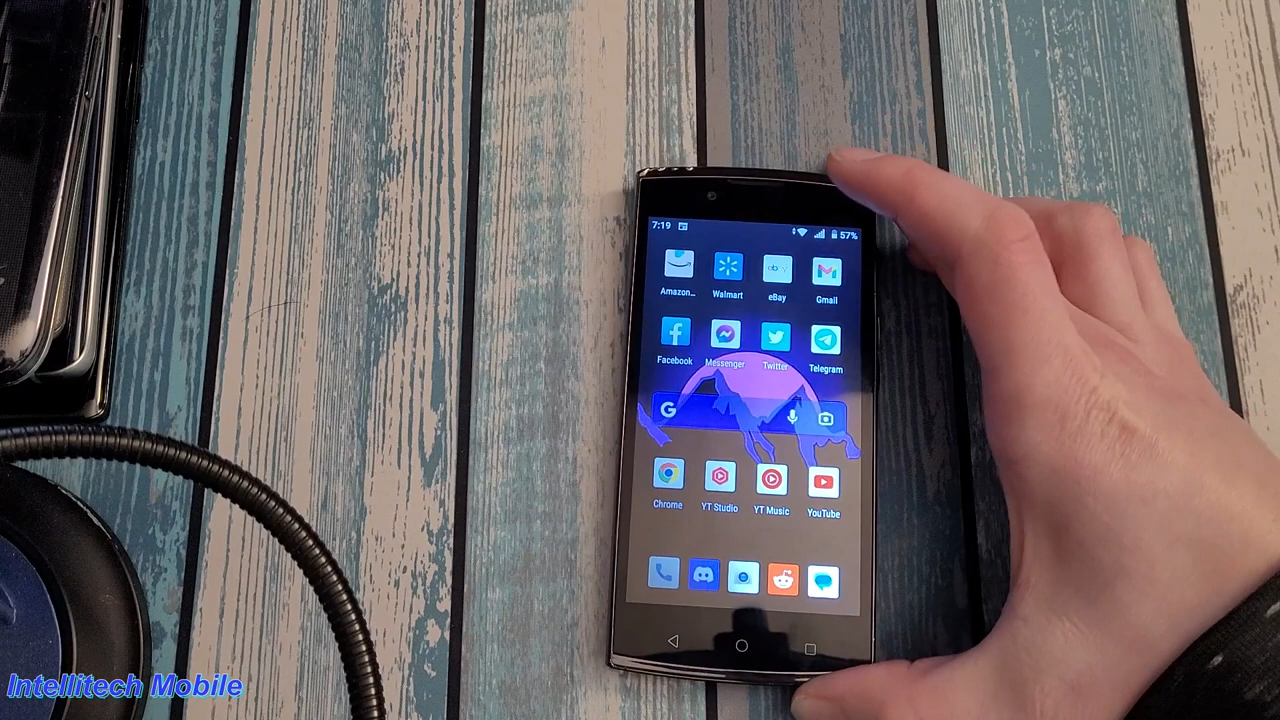 7:19 57%
Amazon... Walmart eBay Gmail
Facebook Messenger Twitter Telegram
G
Chrome YT Studio YT Music YouTube
Intellitech Mobile